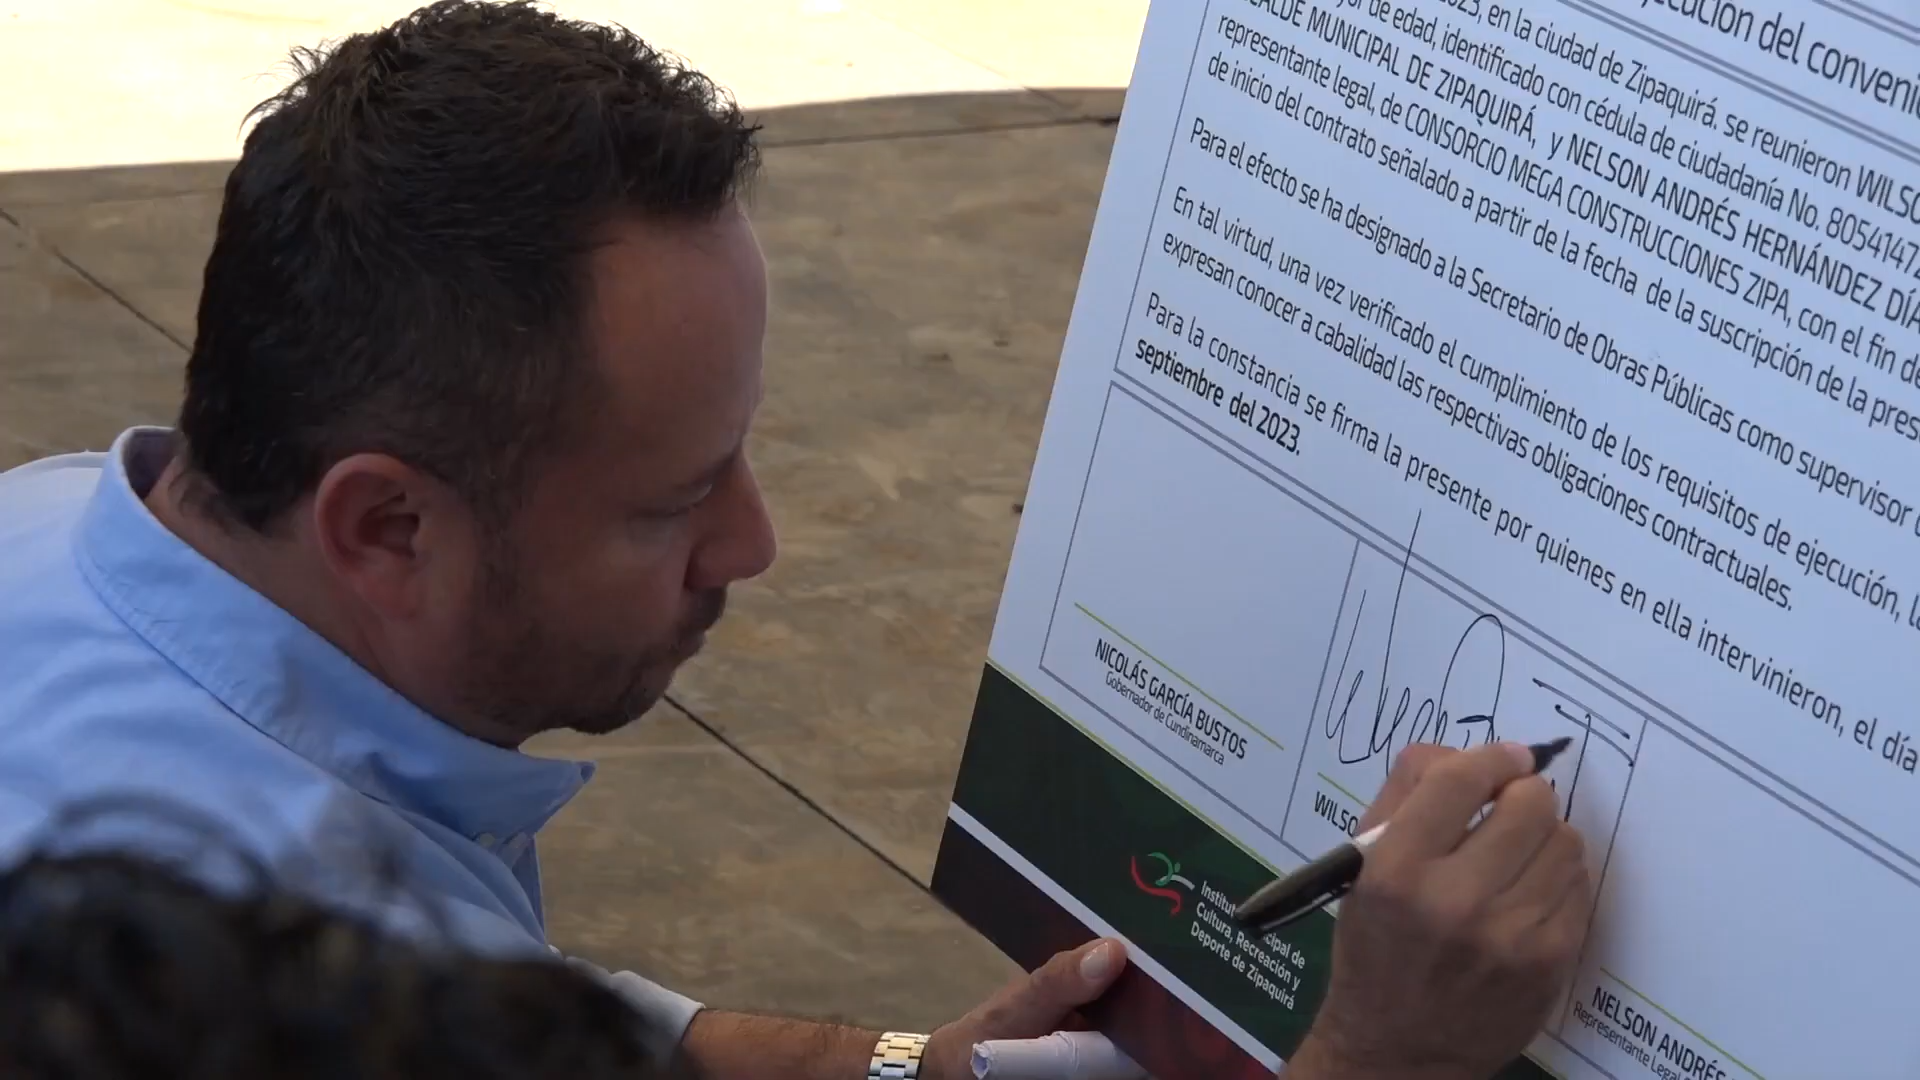 ejecución del conveni
2023, en la ciudad de Zipaquirá. se reunieron WILSO
de edad, identificado con cédula de ciudadanía No. 8054147
ALCALDE MUNICIPAL DE ZIPAQUIRÁ, y NELSON ANDRÉS HERNÁNDEZ DÍA
representante legal, de CONSORCIO MEGA CONSTRUCCIONES ZIPA, con el fin de
de inicio del contrato señalado a partir de la fecha de la suscripción de la pres
Para el efecto se ha designado a la Secretario de Obras Públicas como supervisor
En tal virtud, una vez verificado el cumplimiento de los requisitos de ejecución, l
expresan conocer a cabalidad las respectivas obligaciones contractuales.
Para la constancia se firma la presente por quienes en ella intervinieron, el día
septiembre del 2023.
NICOLÁS GARCÍA BUSTOS
Gobernador de Cundinamarca
WILSO
NELSON ANDRÉS
Representante Legal
Institut cipal de
Cultura, Recreación y
Deporte de Zipaquirá